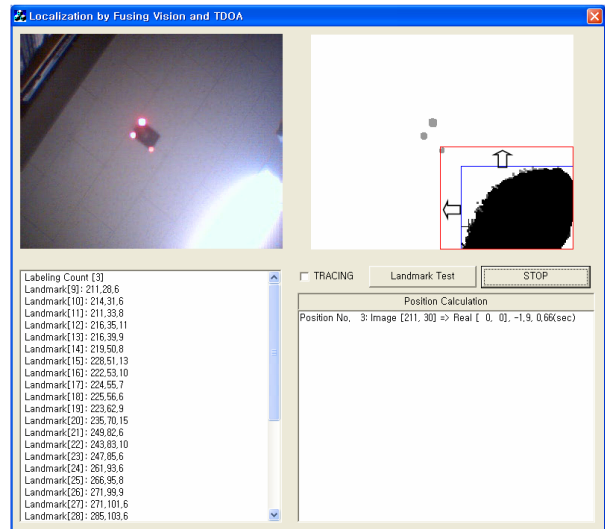 Localization by Fusing Vision and TDOA
Labeling Count [3]
Landmark[9]: 211,28,6
Landmark[10]: 214,31,6
Landmark[11]: 211,33,8
Landmark[12]: 216,35,11
Landmark[13]: 216,39,9
Landmark[14]: 219,50,8
Landmark[15]: 228,51,13
Landmark[16]: 222,53,10
Landmark[17]: 224,55,7
Landmark[18]: 225,56,6
Landmark[19]: 223,62,9
Landmark[20]: 235,70,15
Landmark[21]: 249,82,6
Landmark[22]: 243,83,10
Landmark[23]: 247,85,6
Landmark[24]: 261,93,6
Landmark[25]: 266,95,8
Landmark[26]: 271,99,9
Landmark[27]: 271,101,6
Landmark[28]: 285,103,6
TRACING
Landmark Test
STOP
Position Calculation
Position No. 3: Image [211, 30] => Real [ 0, 0], -1.9, 0.66(sec)